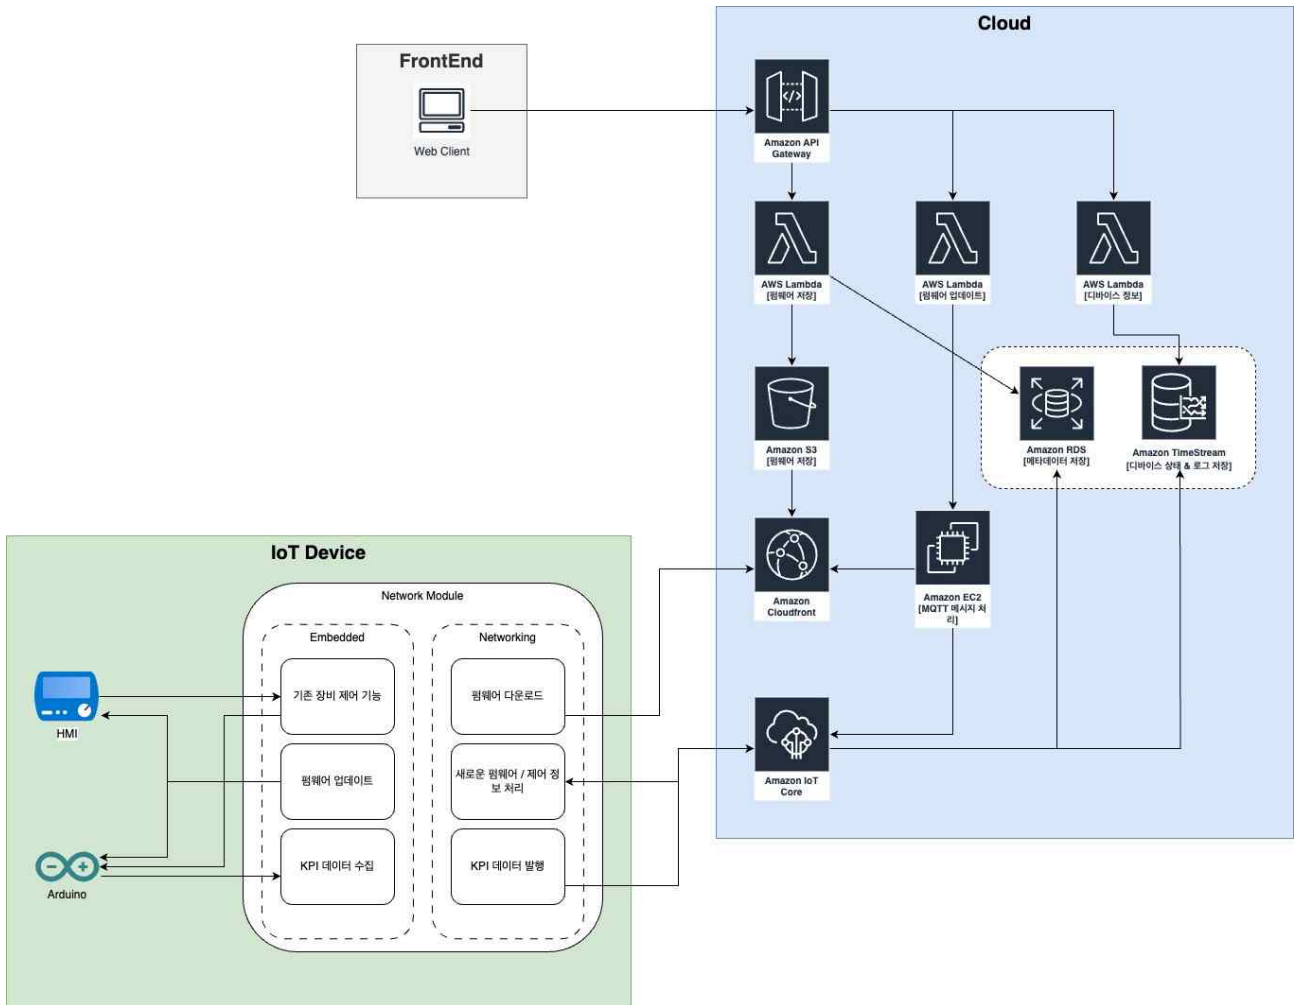 Cloud
FrontEnd
Web Client
Amazon API
Gateway
AWS Lambda
[펌웨어 저장]
AWS Lambda
[펌웨어 업데이트]
AWS Lambda
[디바이스 정보]
Amazon S3
[펌웨어 저장]
Amazon RDS
[메타데이터 저장]
Amazon TimeStream
[디바이스 상태 & 로그 저장]
Amazon
Cloudfront
Amazon EC2
[MQTT 메시지 처
리]
Amazon IoT
Core
IoT Device
Network Module
Embedded
Networking
기존 장비 제어 기능
펌웨어 다운로드
HMI
펌웨어 업데이트
새로운 펌웨어 / 제어 정
보 처리
KPI 데이터 수집
KPI 데이터 발행
Arduino